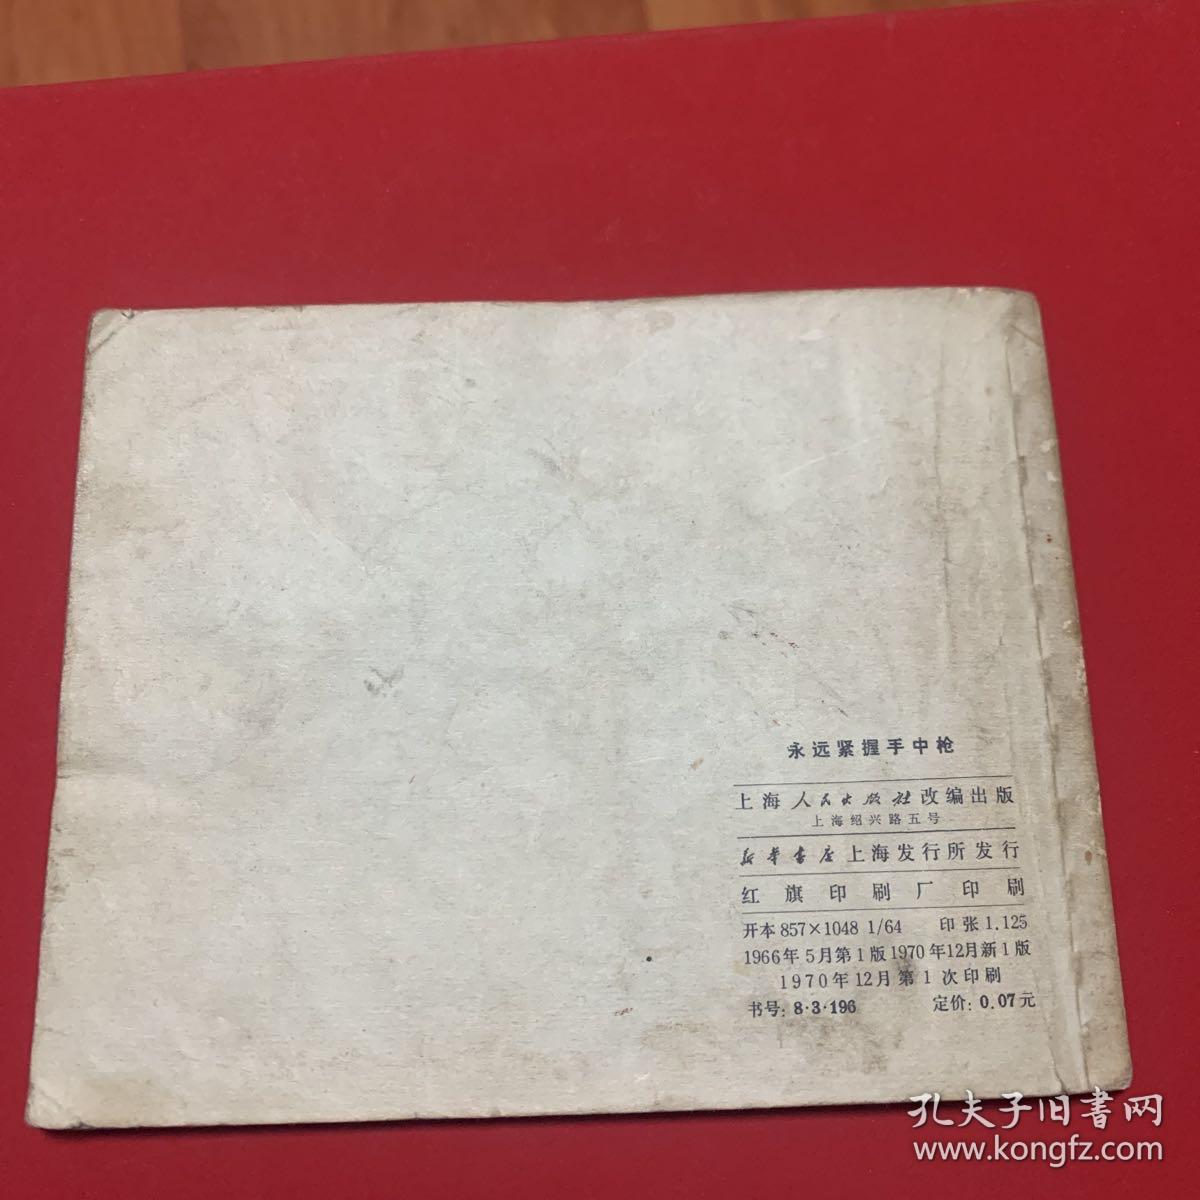 永远紧握手中枪
上海人民出版社改编出版
上海绍兴路五号
新华书店上海发行所发行
红旗印刷厂印刷
开本 857×1048 1/64 印张 1.125
1966年 5月第1版 1970年12月新1版
1970年12月第1次印刷
书号: 8·3·196 定价: 0.07元
孔夫子旧書网
www.kongfz.com